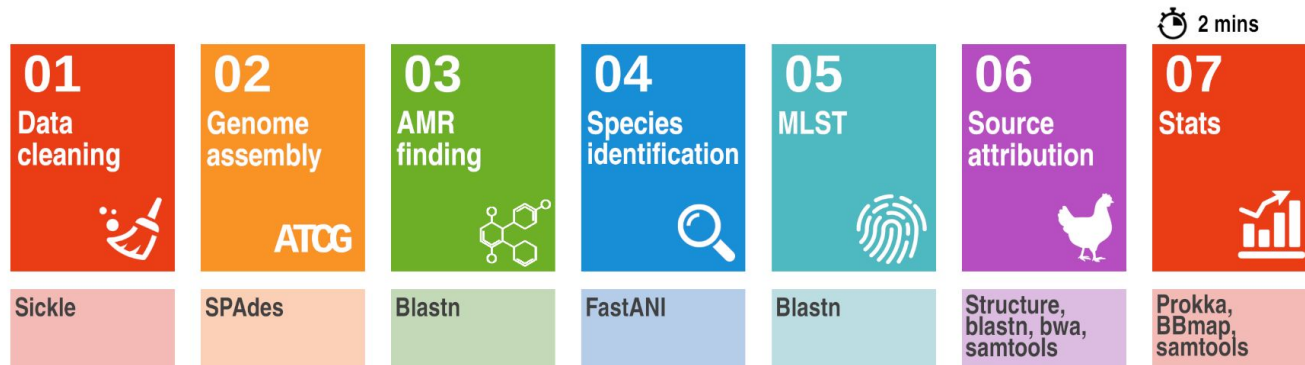 2 mins
01
Data
cleaning
02
Genome
assembly
ATCG
03
AMR
finding
04
Species
identification
05
MLST
06
Source
attribution
07
Stats
Sickle
SPAdes
Blastn
FastANI
Blastn
Structure,
blastn, bwa,
samtools
Prokka,
BBmap,
samtools